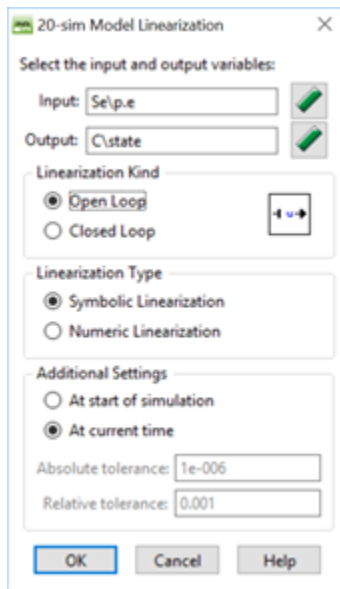 20-sim Model Linearization
Select the input and output variables:
Input: Se\p.e
Output: C\state
Linearization Kind
Open Loop
Closed Loop
Linearization Type
Symbolic Linearization
Numeric Linearization
Additional Settings
At start of simulation
At current time
Absolute tolerance: 1e-006
Relative tolerance: 0.001
OK Cancel Help